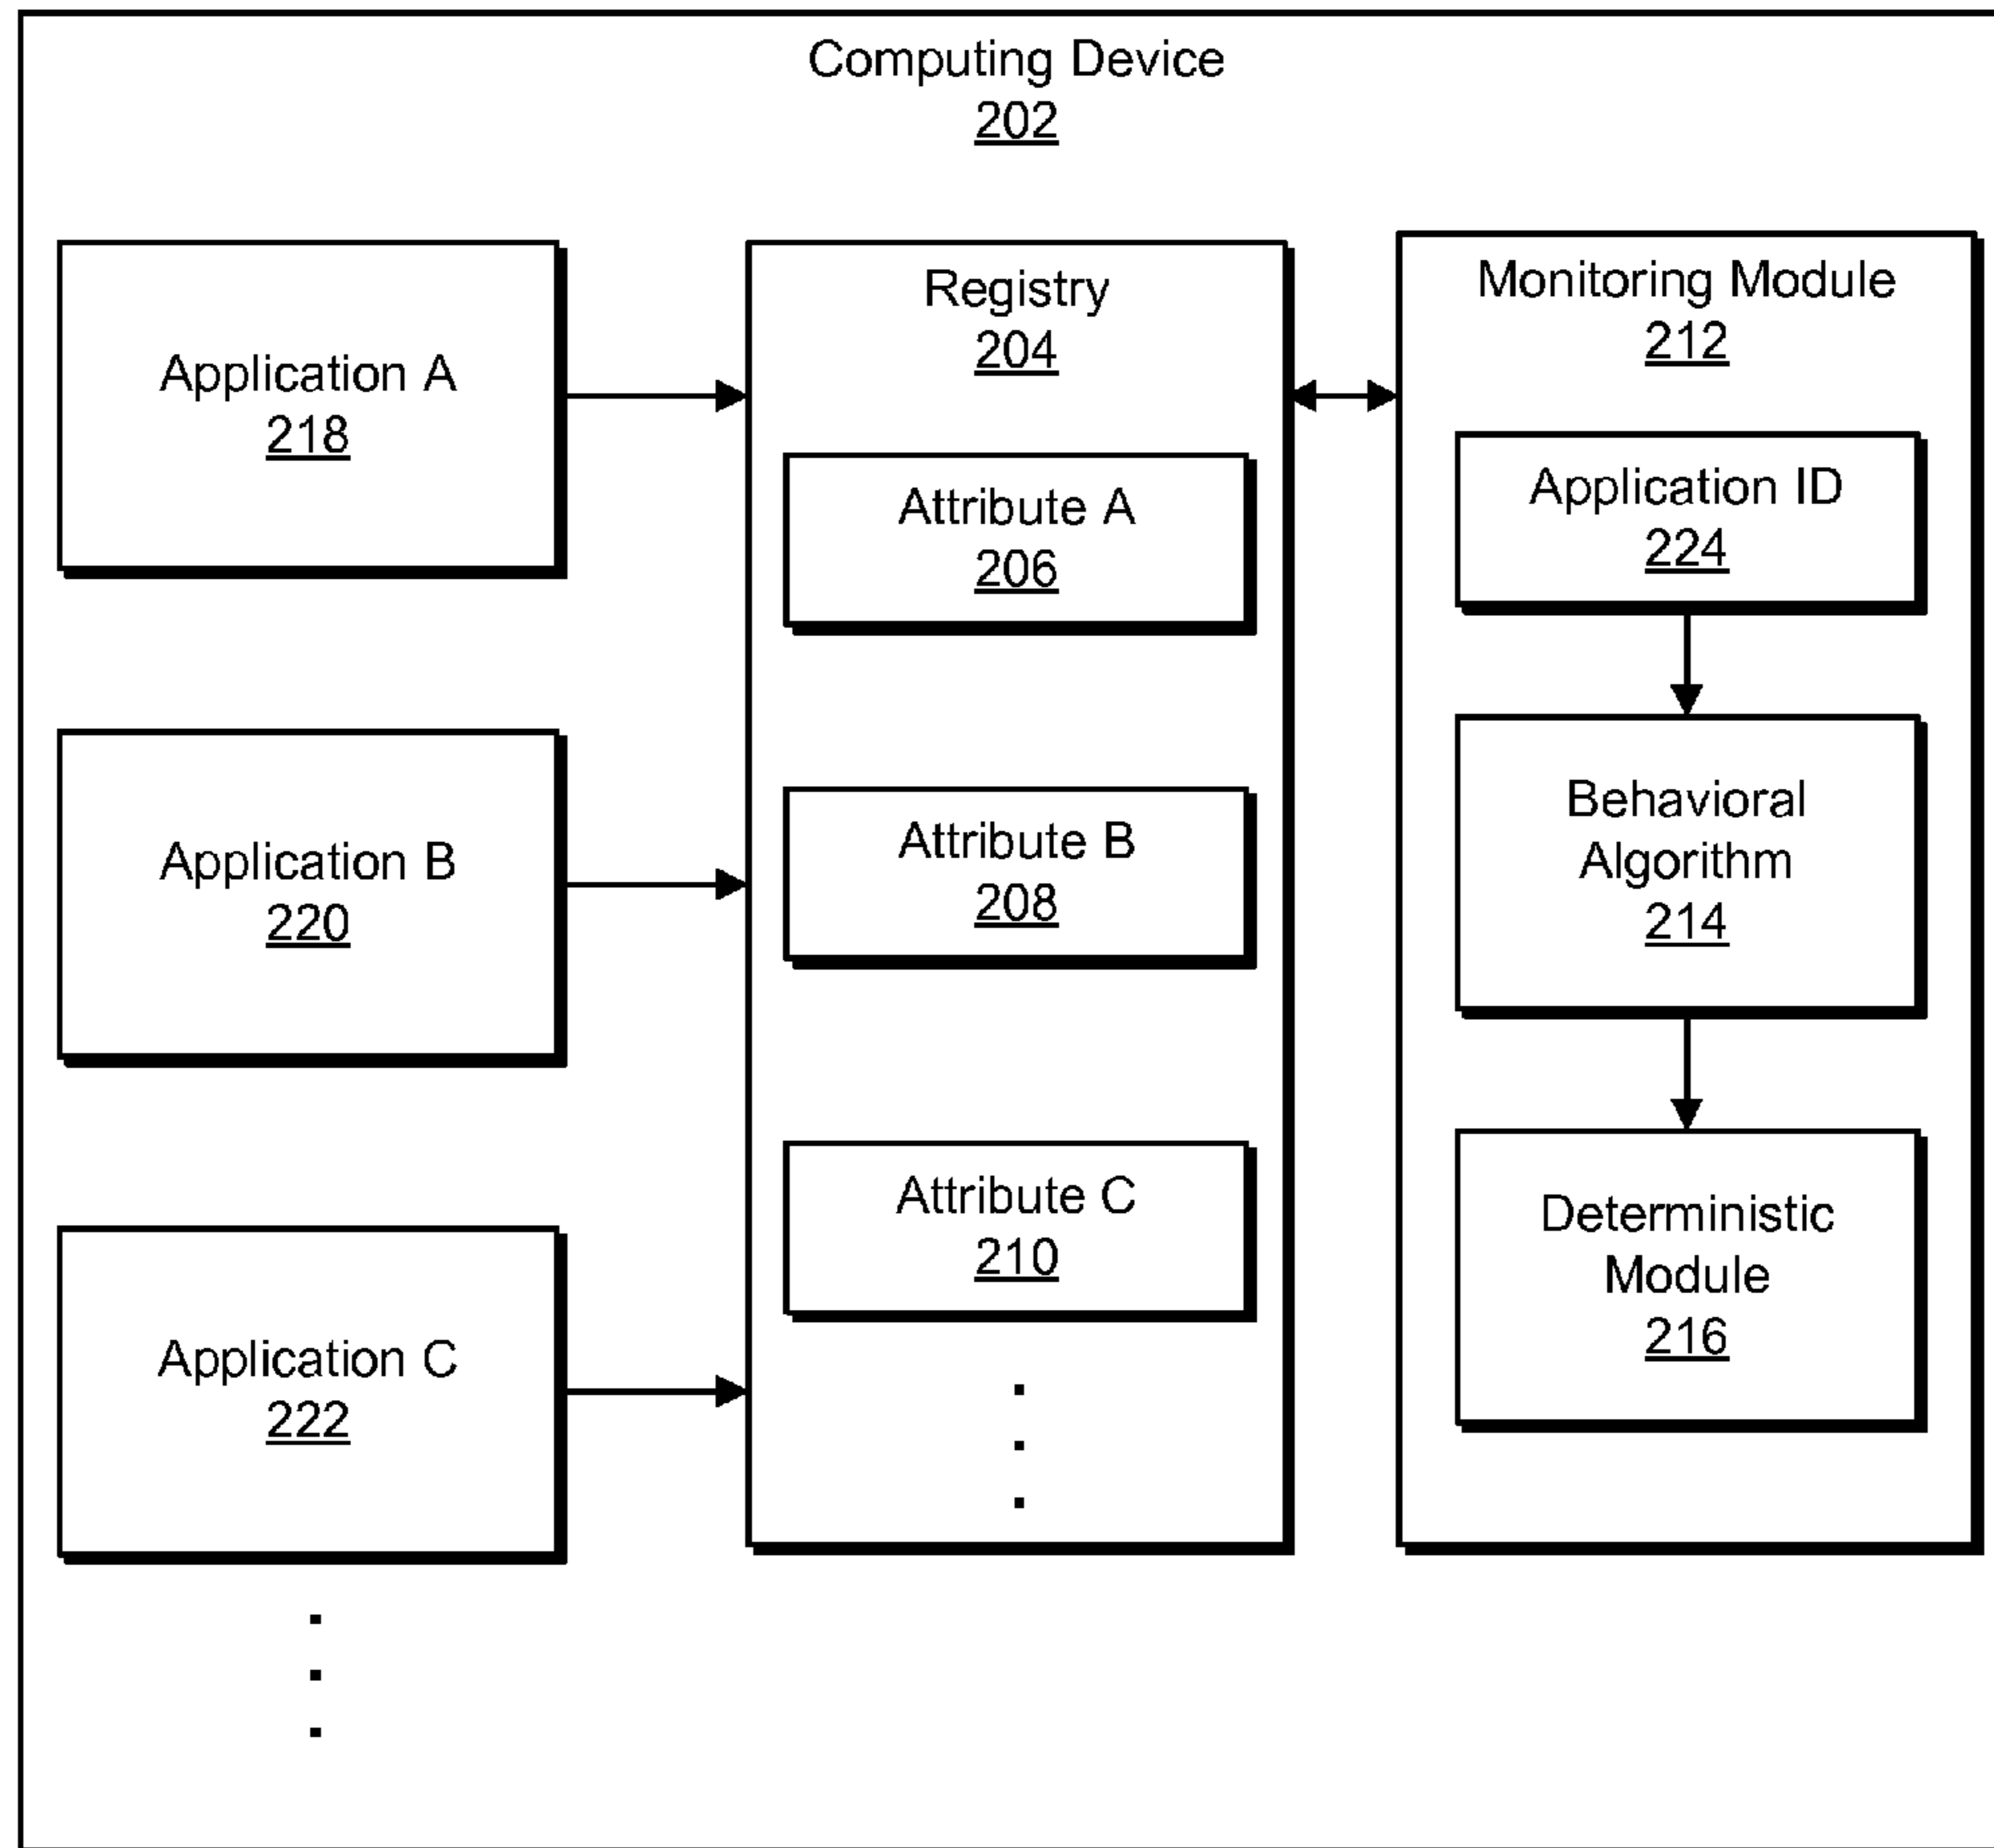 Computing Device
202
Application A
218
Application B
220
Application C
222
Registry
204
Attribute A
206
Attribute B
208
Attribute C
210
Monitoring Module
212
Application ID
224
Behavioral
Algorithm
214
Deterministic
Module
216